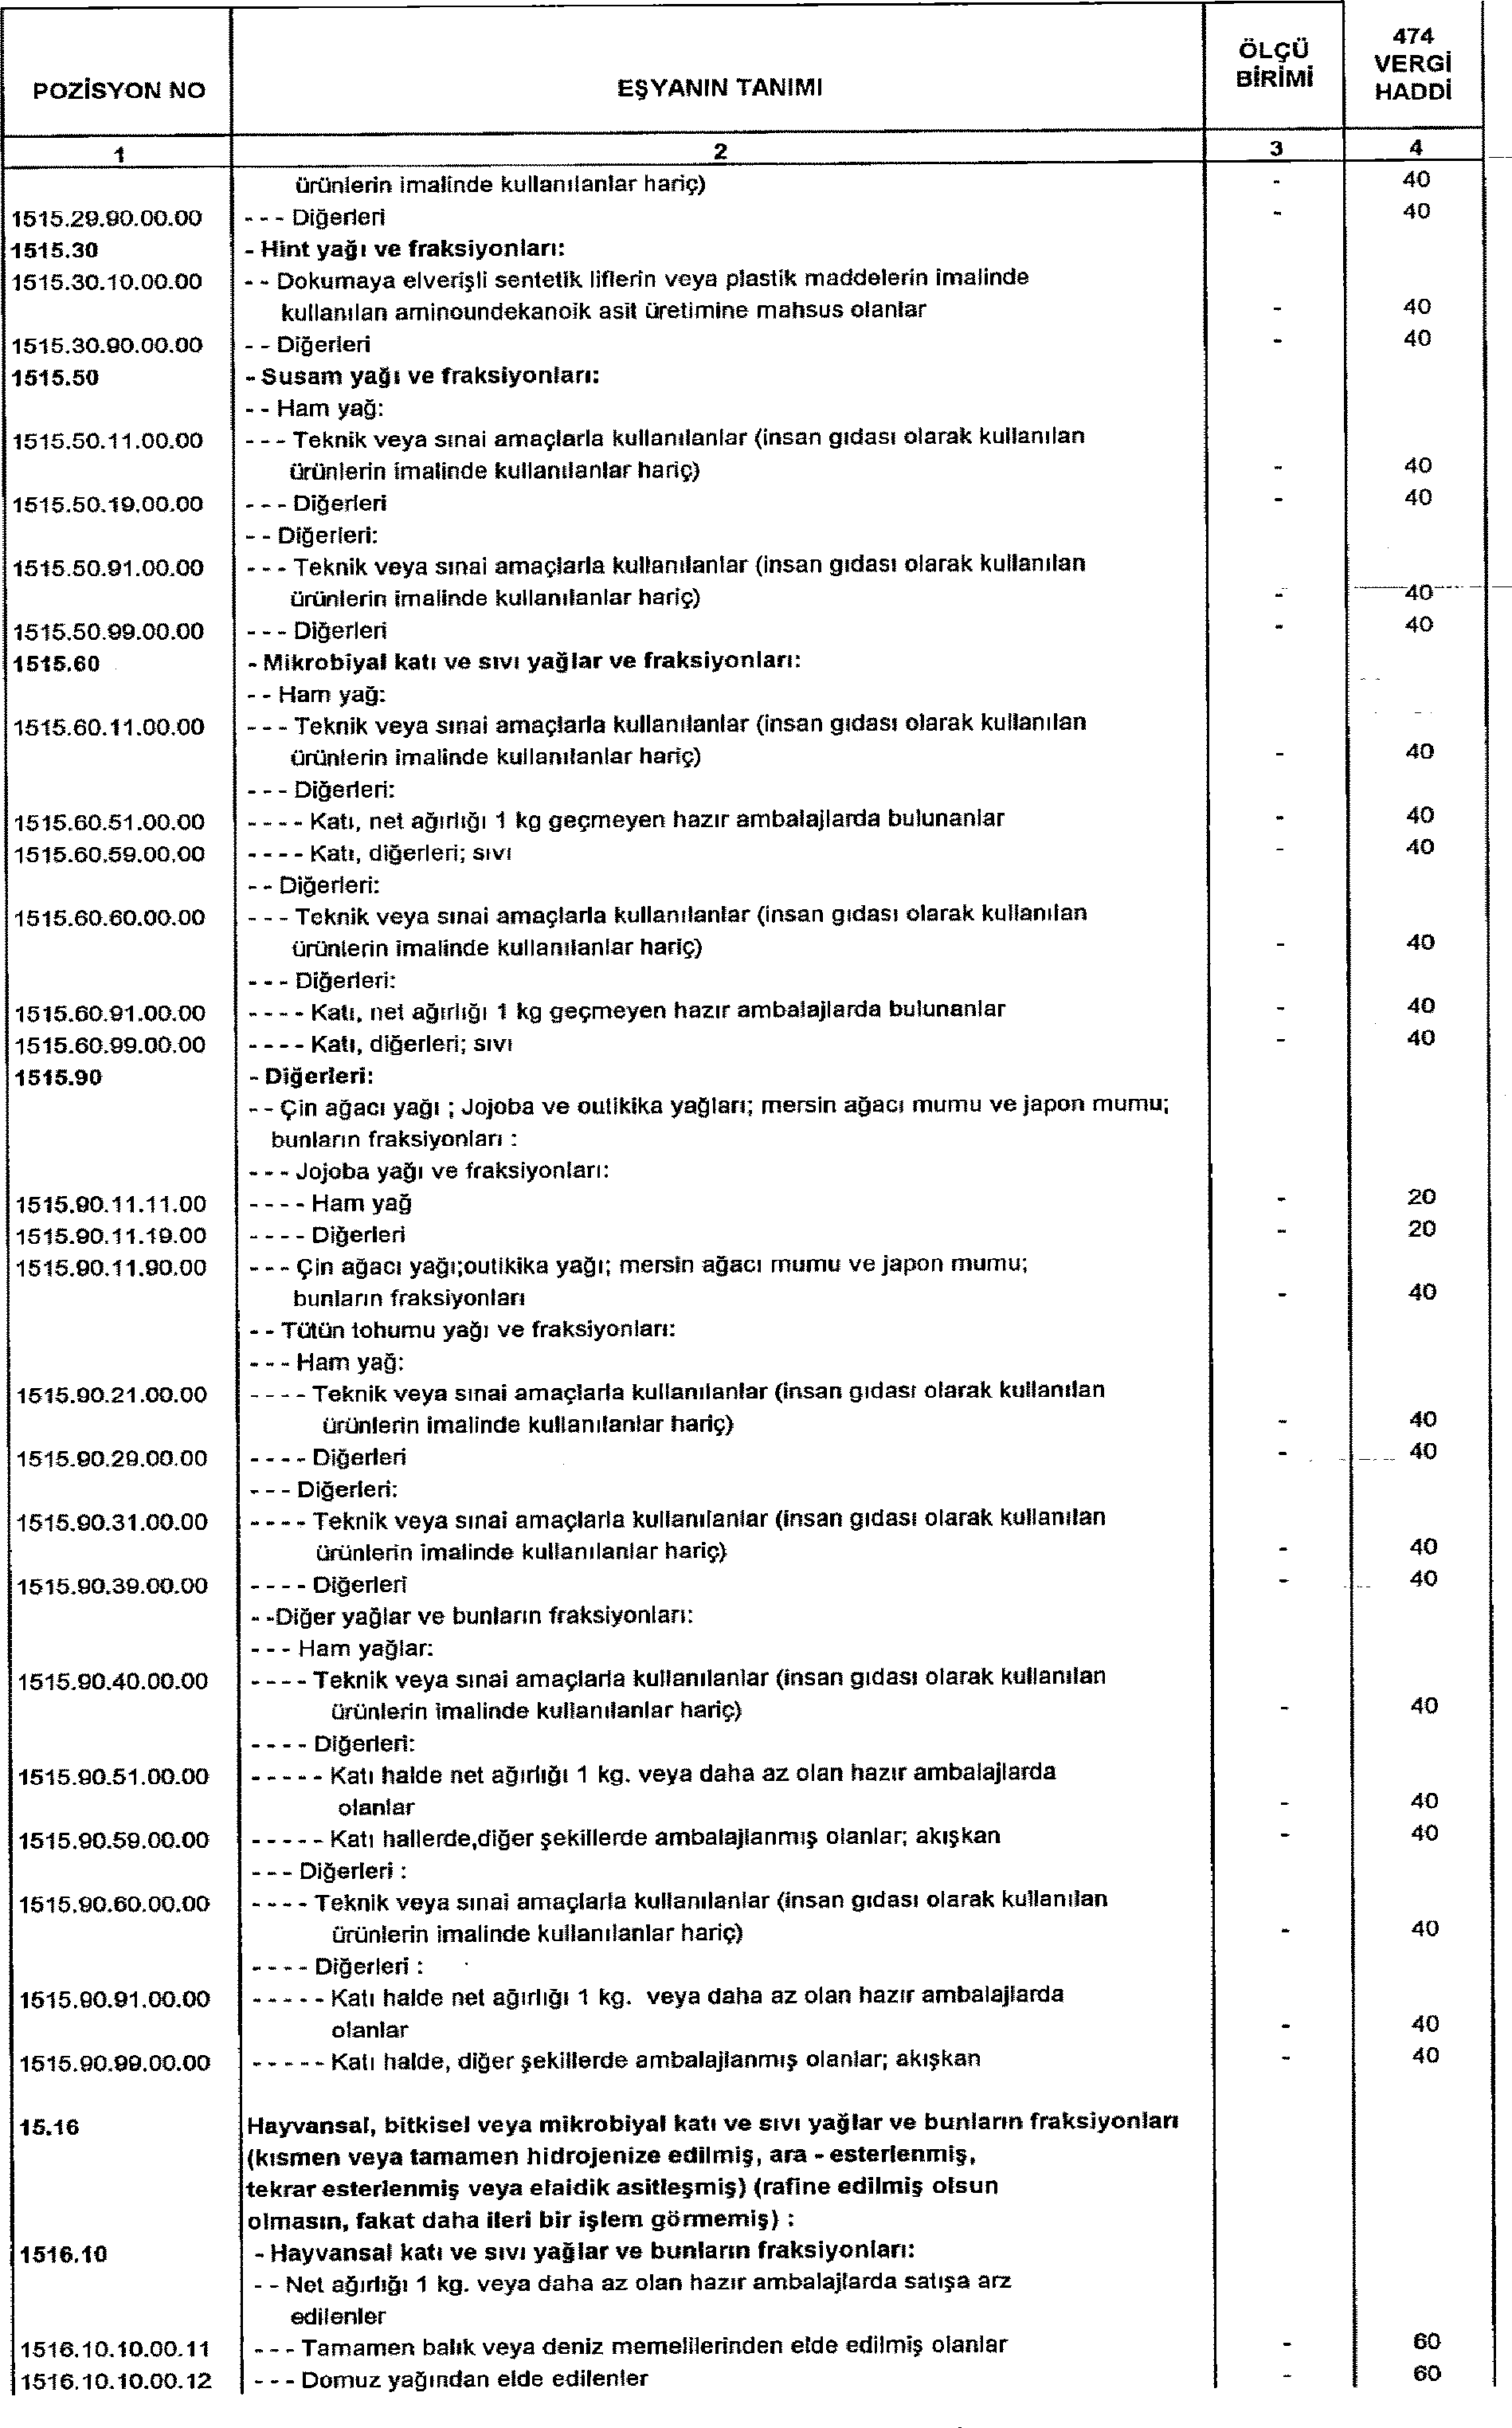 POZİSYON NO EŞYANIN TANIMI ÖLÇÜ BİRİMİ 474 VERGİ HADDİ
1 2 3 4
ürünlerin imalinde kullanılanlar hariç) - 40
1515.29.90.00.00 - - - Diğerleri - 40
1515.30 - Hint yağı ve fraksiyonları:
1515.30.10.00.00 - - Dokumaya elverişli sentetik liflerin veya plastik maddelerin imalinde
kullanılan aminoundekanoik asit üretimine mahsus olanlar - 40
1515.30.90.00.00 - - Diğerleri - 40
1515.50 - Susam yağı ve fraksiyonları:
- - Ham yağ:
1515.50.11.00.00 - - - Teknik veya sınai amaçlarla kullanılanlar (insan gıdası olarak kullanılan
ürünlerin imalinde kullanılanlar hariç) - 40
1515.50.19.00.00 - - - Diğerleri - 40
- - Diğerleri:
1515.50.91.00.00 - - - Teknik veya sınai amaçlarla kullanılanlar (insan gıdası olarak kullanılan
ürünlerin imalinde kullanılanlar hariç) - 40
1515.50.99.00.00 - - - Diğerleri - 40
1515.60 - Mikrobiyal katı ve sıvı yağlar ve fraksiyonları:
- - Ham yağ:
1515.60.11.00.00 - - - Teknik veya sınai amaçlarla kullanılanlar (insan gıdası olarak kullanılan
ürünlerin imalinde kullanılanlar hariç) - 40
- - - Diğerleri:
1515.60.51.00.00 - - - - Katı, net ağırlığı 1 kg geçmeyen hazır ambalajlarda bulunanlar - 40
1515.60.59.00.00 - - - - Katı, diğerleri; sıvı - 40
- - Diğerleri:
1515.60.60.00.00 - - - Teknik veya sınai amaçlarla kullanılanlar (insan gıdası olarak kullanılan
ürünlerin imalinde kullanılanlar hariç) - 40
- - - Diğerleri:
1515.60.91.00.00 - - - - Katı, net ağırlığı 1 kg geçmeyen hazır ambalajlarda bulunanlar - 40
1515.60.99.00.00 - - - - Katı, diğerleri; sıvı - 40
1515.90 - Diğerleri:
- - Çin ağacı yağı ; Jojoba ve outikika yağları; mersin ağacı mumu ve japon mumu;
bunların fraksiyonları :
- - - Jojoba yağı ve fraksiyonları:
1515.90.11.11.00 - - - - Ham yağ - 20
1515.90.11.19.00 - - - - Diğerleri - 20
1515.90.11.90.00 - - - Çin ağacı yağı;outikika yağı; mersin ağacı mumu ve japon mumu;
bunların fraksiyonları - 40
- - Tütün tohumu yağı ve fraksiyonları:
- - - Ham yağ:
1515.90.21.00.00 - - - - Teknik veya sınai amaçlarla kullanılanlar (insan gıdası olarak kullanılan
ürünlerin imalinde kullanılanlar hariç) - 40
1515.90.29.00.00 - - - - Diğerleri - 40
- - - Diğerleri:
1515.90.31.00.00 - - - - Teknik veya sınai amaçlarla kullanılanlar (insan gıdası olarak kullanılan
ürünlerin imalinde kullanılanlar hariç) - 40
1515.90.39.00.00 - - - - Diğerleri - 40
- -Diğer yağlar ve bunların fraksiyonları:
- - - Ham yağlar:
1515.90.40.00.00 - - - - Teknik veya sınai amaçlarla kullanılanlar (insan gıdası olarak kullanılan
ürünlerin imalinde kullanılanlar hariç) - 40
- - - - Diğerleri:
1515.90.51.00.00 - - - - - Katı halde net ağırlığı 1 kg. veya daha az olan hazır ambalajlarda
olanlar - 40
1515.90.59.00.00 - - - - - Katı hallerde,diğer şekillerde ambalajlanmış olanlar; akışkan - 40
- - - Diğerleri :
1515.90.60.00.00 - - - - Teknik veya sınai amaçlarla kullanılanlar (insan gıdası olarak kullanılan
ürünlerin imalinde kullanılanlar hariç) - 40
- - - - Diğerleri :
1515.90.91.00.00 - - - - - Katı halde net ağırlığı 1 kg. veya daha az olan hazır ambalajlarda
olanlar - 40
1515.90.99.00.00 - - - - - Katı halde, diğer şekillerde ambalajlanmış olanlar; akışkan - 40
15.16 Hayvansal, bitkisel veya mikrobiyal katı ve sıvı yağlar ve bunların fraksiyonları
(kısmen veya tamamen hidrojenize edilmiş, ara - esterlenmiş,
tekrar esterlenmiş veya elaidik asitleşmiş) (rafine edilmiş olsun
olmasın, fakat daha ileri bir işlem görmemiş) :
1516.10 - Hayvansal katı ve sıvı yağlar ve bunların fraksiyonları:
- - Net ağırlığı 1 kg. veya daha az olan hazır ambalajlarda satışa arz
edilenler
1516.10.10.00.11 - - - Tamamen balık veya deniz memelilerinden elde edilmiş olanlar - 60
1516.10.10.00.12 - - - Domuz yağından elde edilenler - 60